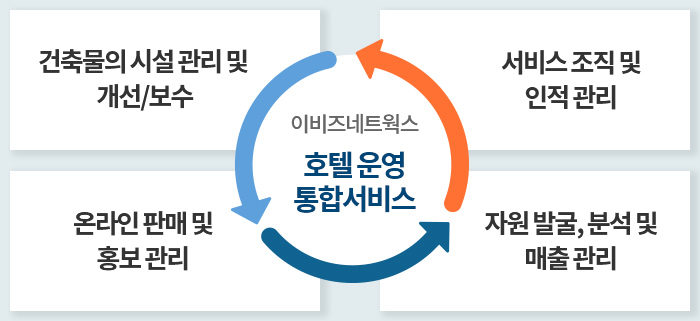 건축물의 시설 관리 및
개선/보수
서비스 조직 및
인적 관리
이비즈네트웍스
호텔 운영
통합서비스
온라인 판매 및
홍보 관리
자원 발굴, 분석 및
매출 관리